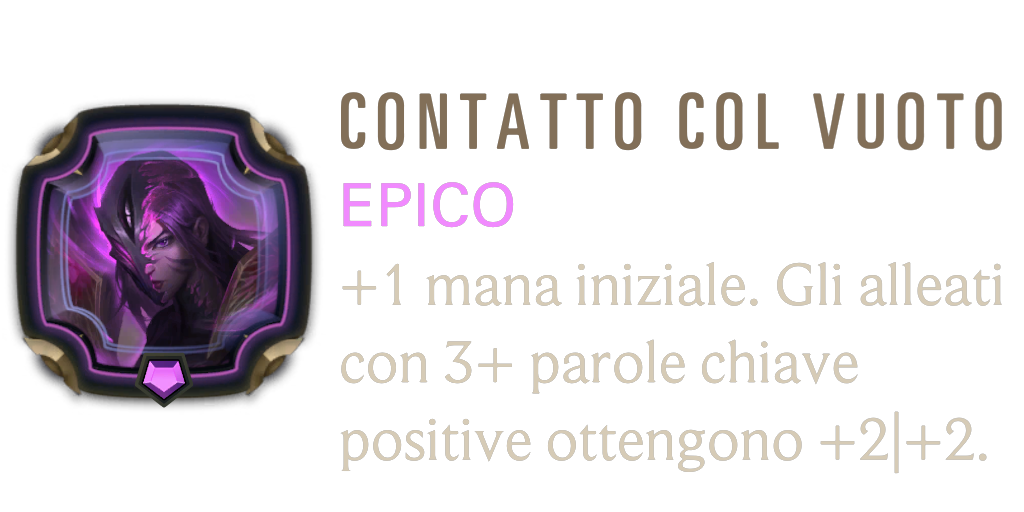 CONTATTO COL VUOTO
EPICO
+1 mana iniziale. Gli alleati
con 3+ parole chiave
positive ottengono +2|+2.